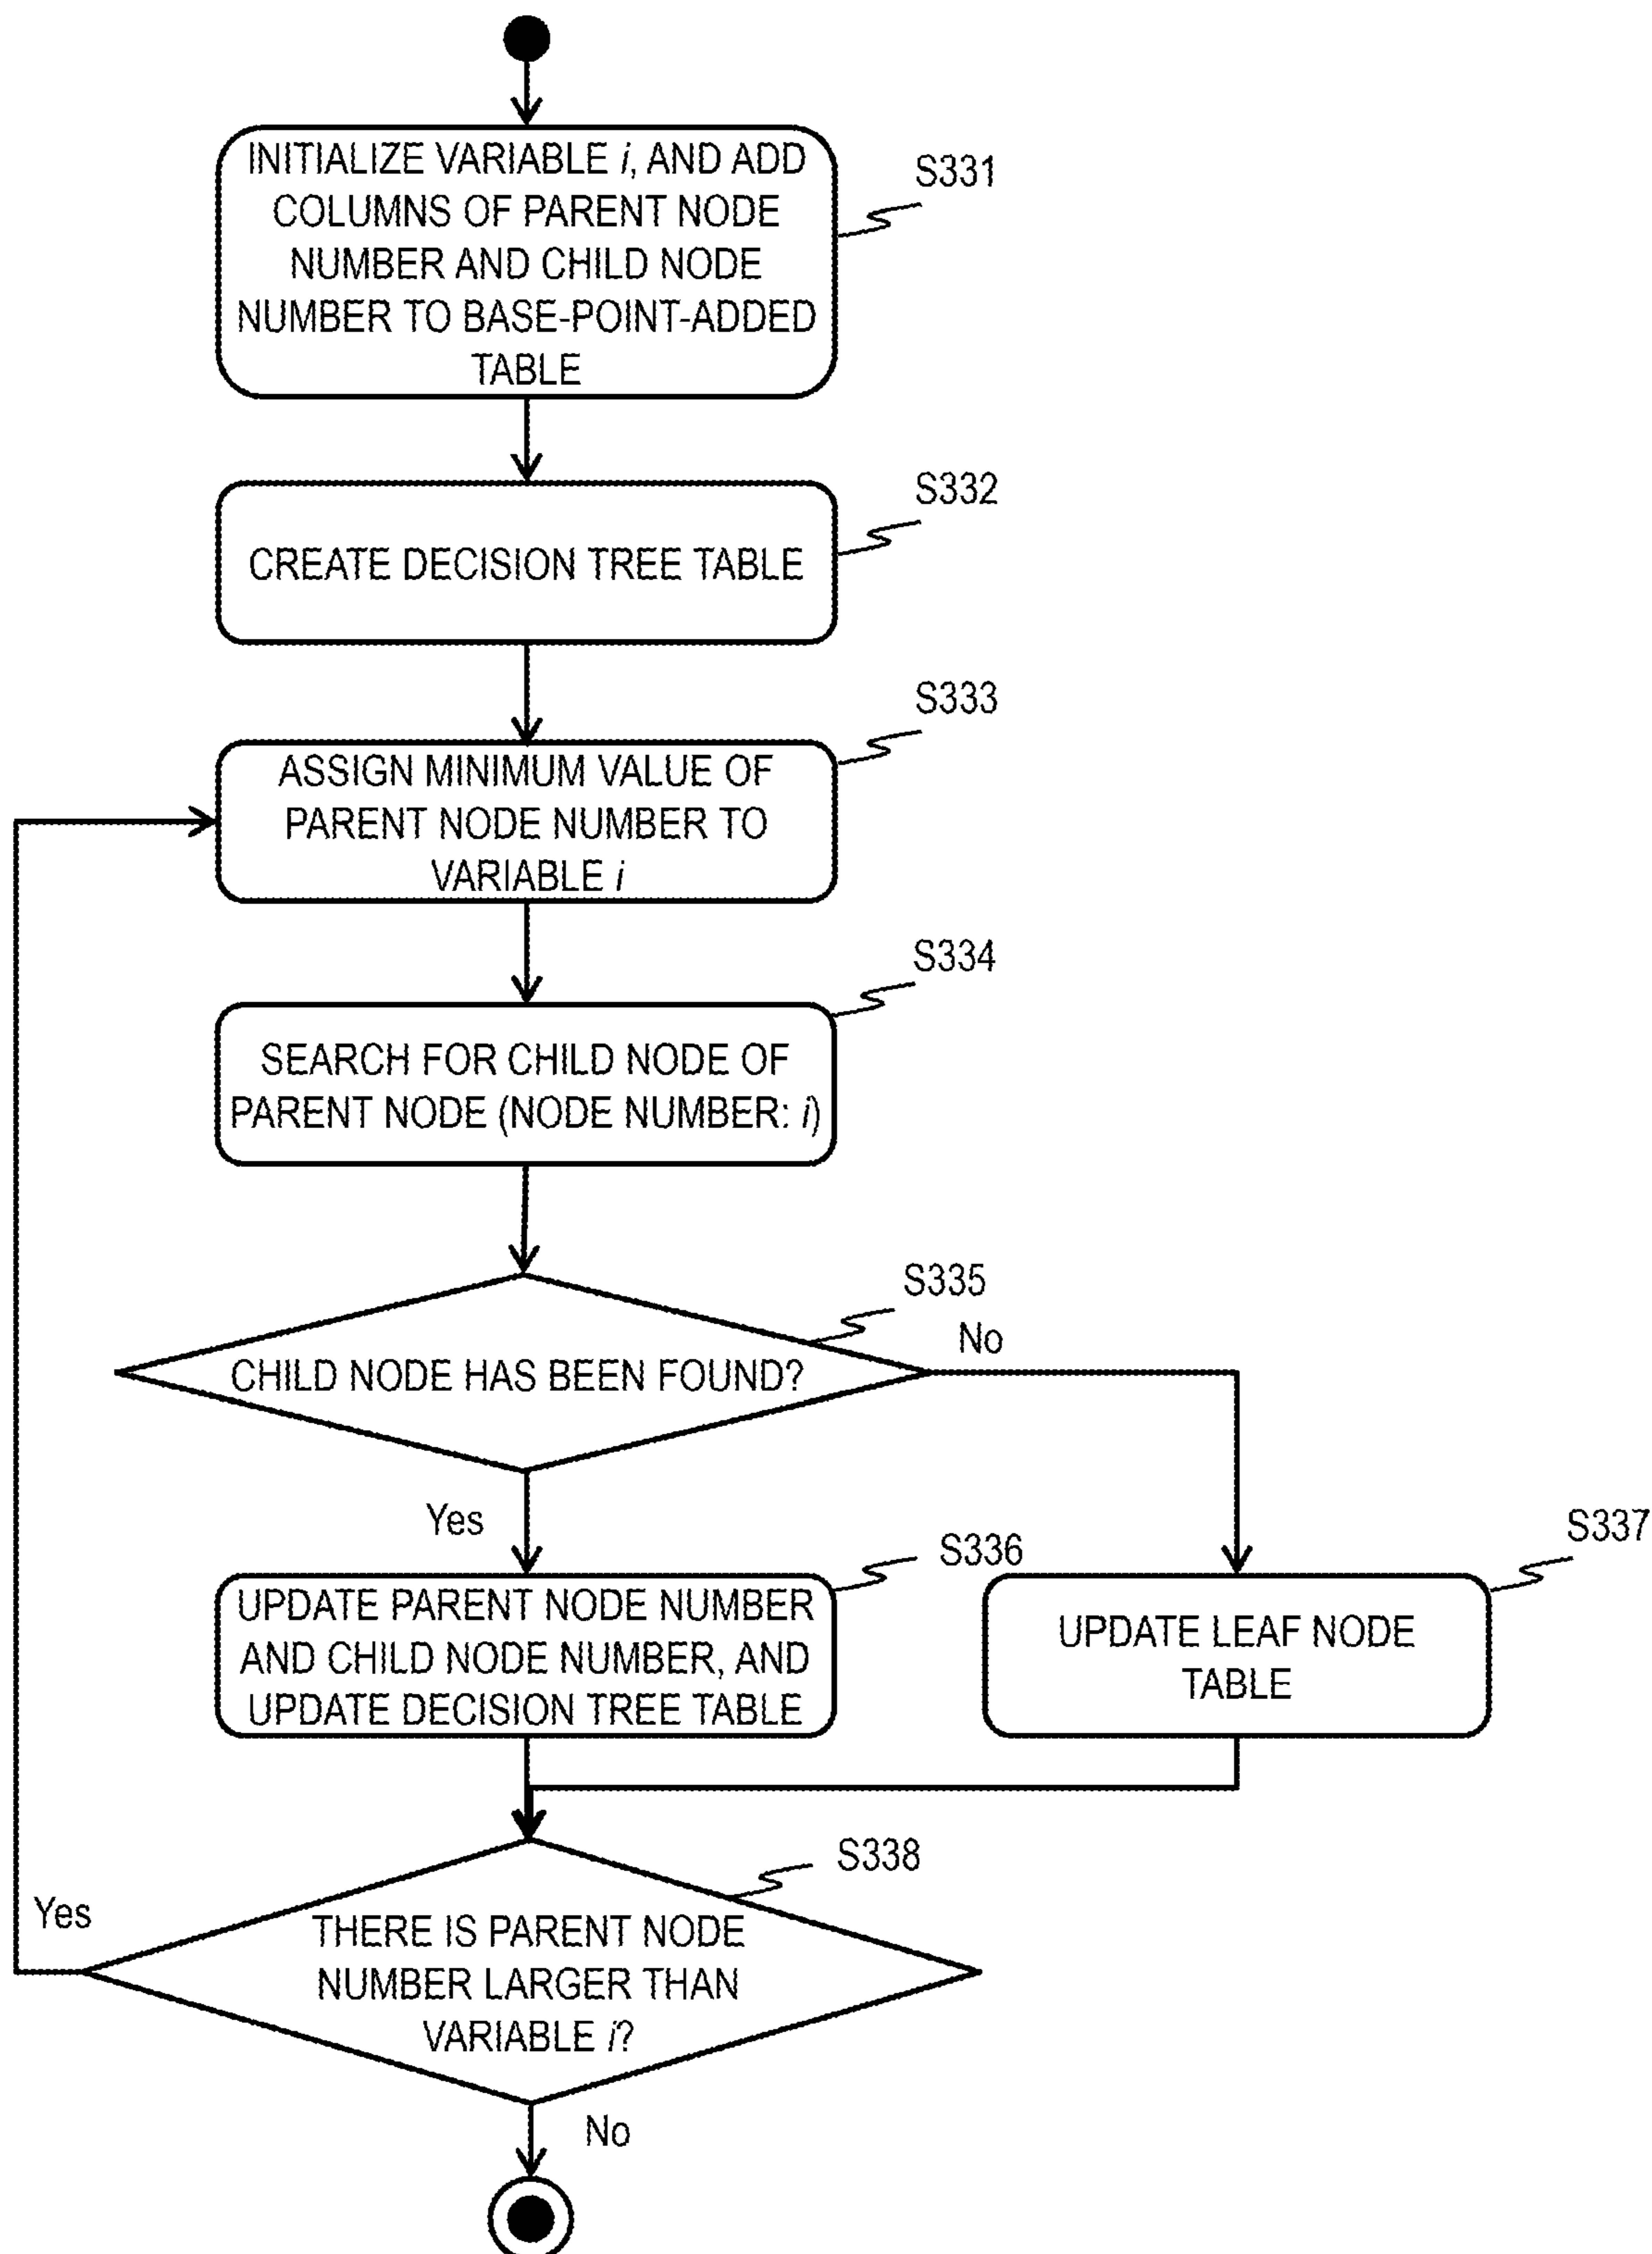 INITIALIZE VARIABLE i, AND ADD
COLUMNS OF PARENT NODE
NUMBER AND CHILD NODE
NUMBER TO BASE-POINT-ADDED
TABLE
S331
CREATE DECISION TREE TABLE
S332
ASSIGN MINIMUM VALUE OF
PARENT NODE NUMBER TO
VARIABLE i
S333
SEARCH FOR CHILD NODE OF
PARENT NODE (NODE NUMBER: i)
S334
CHILD NODE HAS BEEN FOUND?
S335
No
Yes
UPDATE PARENT NODE NUMBER
AND CHILD NODE NUMBER, AND
UPDATE DECISION TREE TABLE
S336
UPDATE LEAF NODE
TABLE
S337
THERE IS PARENT NODE
NUMBER LARGER THAN
VARIABLE i?
S338
Yes
No